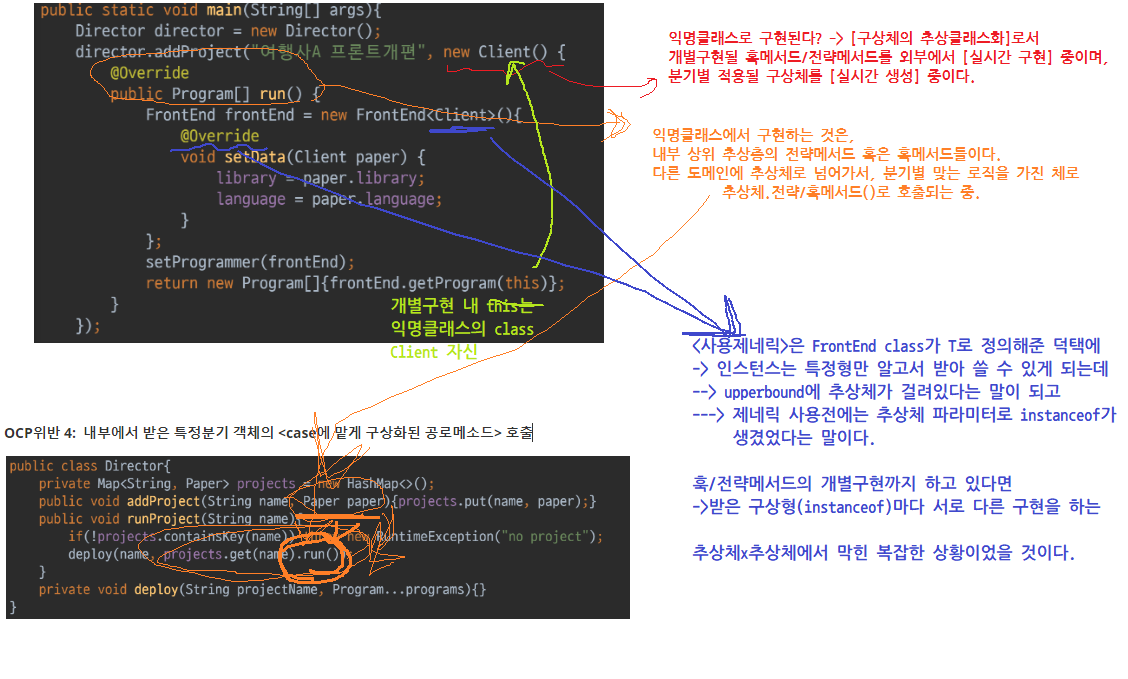 public static void main(String[] args){
Director director = new Director();
director.addProject("여행사A 프론트개편", new Client() {
@Override
public Program[] run() {
FrontEnd frontEnd = new FrontEnd<Client>(){
@Override
void setData(Client paper) {
library = paper.library;
language = paper.language;
}
};
setProgrammer(frontEnd);
return new Program[]{frontEnd.getProgram(this)};
}
});
익명클래스로 구현된다? -> [구상체의 추상클래스화]로서
개별구현될 훅메서드/전략메서드를 외부에서 [실시간 구현] 중이며,
분기별 적용될 구상체를 [실시간 생성] 중이다.
익명클래스에서 구현하는 것은,
내부 상위 추상층의 전략메서드 혹은 훅메서드들이다.
다른 도메인에 추상체로 넘어가서, 분기별 맞는 로직을 가진 체로
추상체.전략/훅메서드()로 호출되는 중.
개별구현 내 this는
익명클래스의 class
Client 자신
<사용제네릭>은 FrontEnd class가 T로 정의해준 덕택에
-> 인스턴스는 특정형만 알고서 받아 쓸 수 있게 되는데
--> upperbound에 추상체가 걸려있다는 말이 되고
---> 제네릭 사용전에는 추상체 파라미터로 instanceof가
생겼었다는 말이다.
훅/전략메서드의 개별구현까지 하고 있다면
->받은 구상형(instanceof)마다 서로 다른 구현을 하는
추상체x추상체에서 막힌 복잡한 상황이었을 것이다.
OCP위반 4: 내부에서 받은 특정분기 객체의 <case에 맡게 구상화된 공로메소드> 호출
public class Director{
private Map<String, Paper> projects = new HashMap<>();
public void addProject(String name, Paper paper){projects.put(name, paper);}
public void runProject(String name){
if(!projects.containsKey(name)) new RuntimeException("no project");
deploy(name, projects.get(name).run()
}
private void deploy(String projectName, Program...programs){}
}